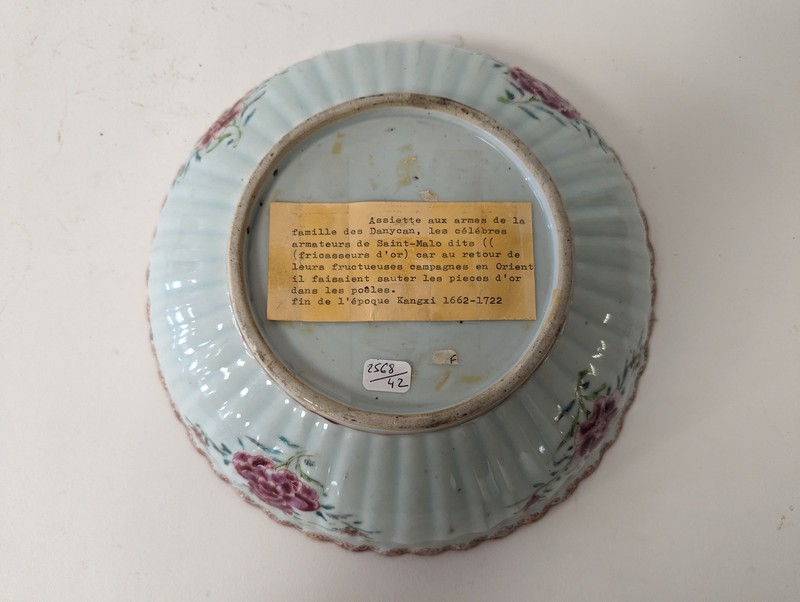 Assiette aux armes de la
famille des Danycan, les célébres
armateurs de Saint-Malo dits ((
(fricasseurs d'or) car au retour de
leurs fructueuses campagnes en Orient
il faisaient sauter les pieces d'or
dans les poêles.
fin de l'époque Kangxi 1662-1722
F
2568/42